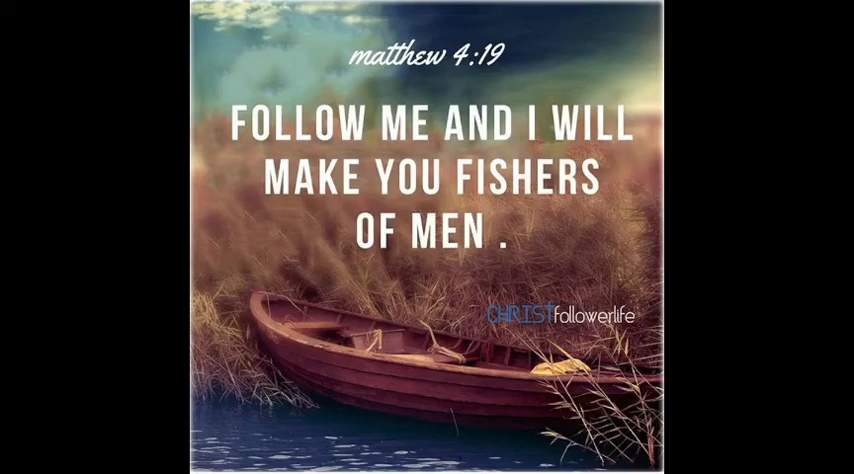 matthew 4:19
FOLLOW ME AND I WILL
MAKE YOU FISHERS
OF MEN .
CHRISTfollowerlife